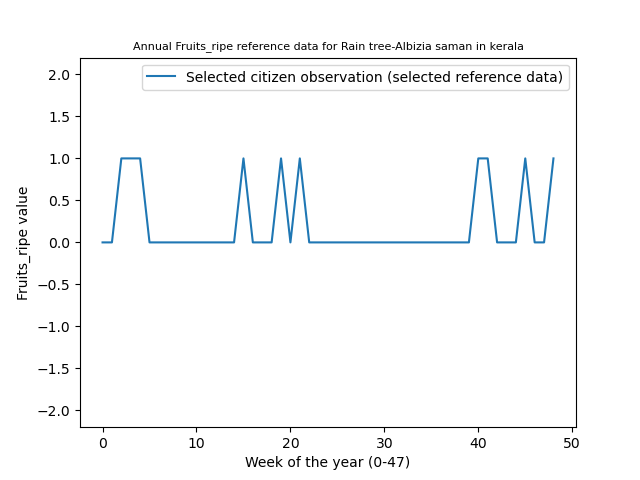 Annual Fruits_ripe reference data for Rain tree-Albizia saman in kerala
Selected citizen observation (selected reference data)
2.0
1.5
1.0
0.5
0.0
−0.5
−1.0
−1.5
−2.0
Fruits_ripe value
0 10 20 30 40 50
Week of the year (0-47)